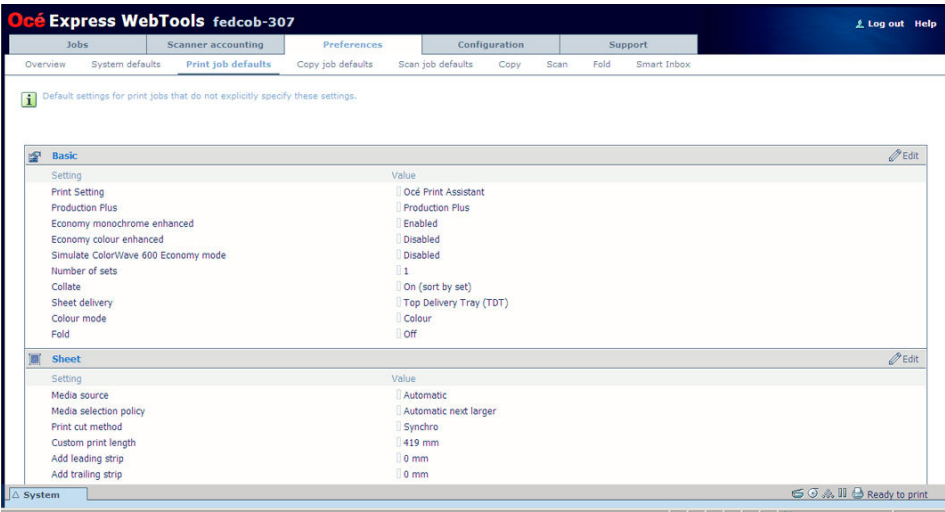 Océ Express WebTools fedcob-307
Log out Help
Jobs Scanner accounting Preferences Configuration Support
Overview System defaults Print job defaults Copy job defaults Scan job defaults Copy Scan Fold Smart Inbox
Default settings for print jobs that do not explicitly specify these settings.
Basic Edit
Setting Value
Print Setting Océ Print Assistant
Production Plus Production Plus
Economy monochrome enhanced Enabled
Economy colour enhanced Disabled
Simulate ColorWave 600 Economy mode Disabled
Number of sets 1
Collate On (sort by set)
Sheet delivery Top Delivery Tray (TDT)
Colour mode Colour
Fold Off
Sheet Edit
Setting Value
Media source Automatic
Media selection policy Automatic next larger
Print cut method Synchro
Custom print length 419 mm
Add leading strip 0 mm
Add trailing strip 0 mm
System Ready to print